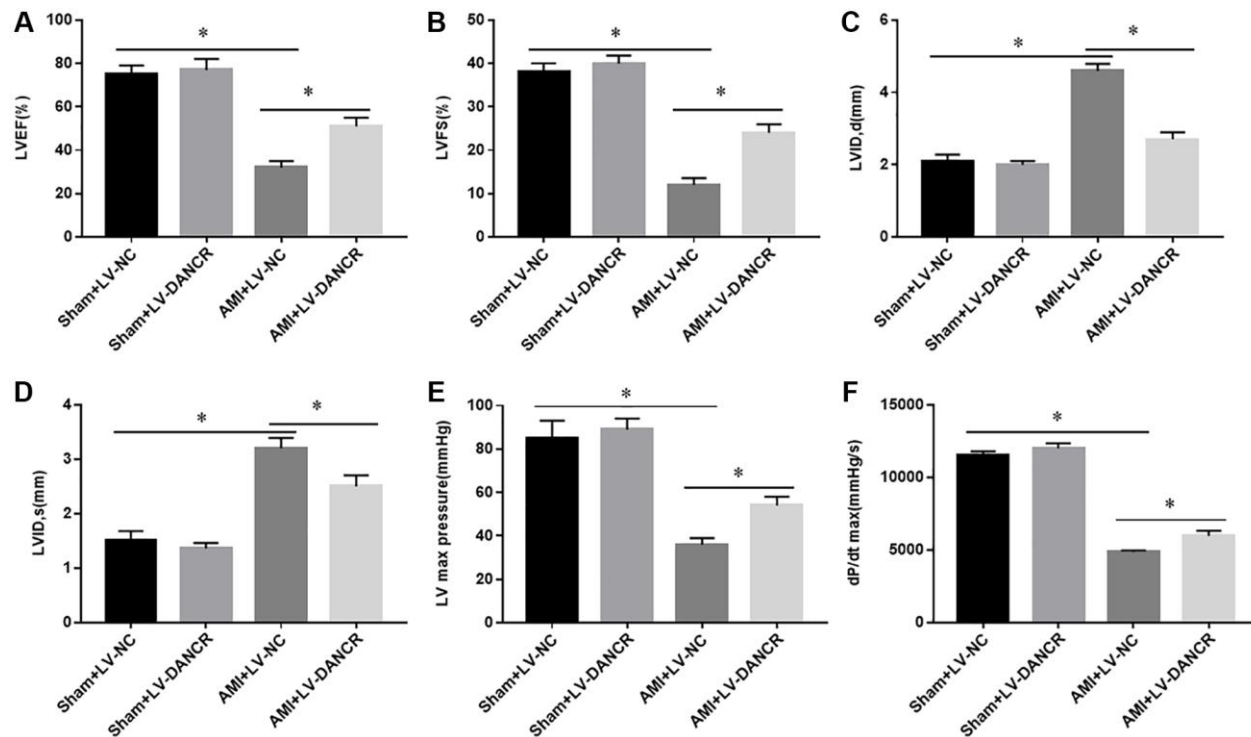 A
LVEF(%)
100
80
60
40
20
0
*
*
Sham+LV-NC
Sham+LV-DANCR
AMI+LV-NC
AMI+LV-DANCR
B
LVFS(%)
50
40
30
20
10
0
*
*
Sham+LV-NC
Sham+LV-DANCR
AMI+LV-NC
AMI+LV-DANCR
C
LVID,d(mm)
6
4
2
0
*
*
Sham+LV-NC
Sham+LV-DANCR
AMI+LV-NC
AMI+LV-DANCR
D
LVID,s(mm)
4
3
2
1
0
*
*
Sham+LV-NC
Sham+LV-DANCR
AMI+LV-NC
AMI+LV-DANCR
E
LV max pressure(mmHg)
100
80
60
40
20
0
*
*
Sham+LV-NC
Sham+LV-DANCR
AMI+LV-NC
AMI+LV-DANCR
F
dP/dt max(mmHg/s)
15000
10000
5000
0
*
*
Sham+LV-NC
Sham+LV-DANCR
AMI+LV-NC
AMI+LV-DANCR